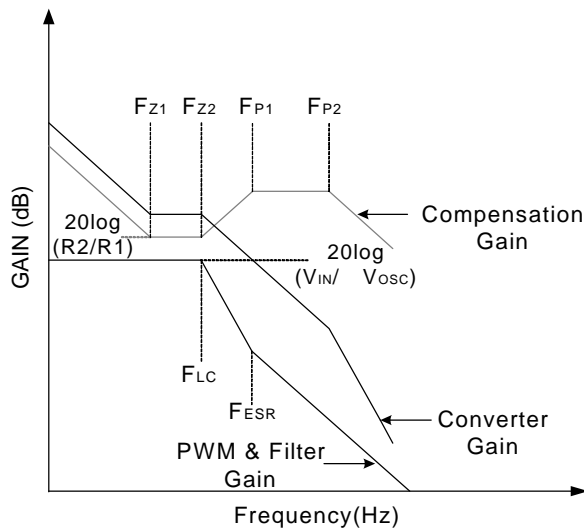 FZ1 FZ2 FP1 FP2
GAIN (dB)
20log
(R2/R1)
Compensation
Gain
20log
(VIN/ VOSC)
FLC
FESR
Converter
Gain
PWM & Filter
Gain
Frequency(Hz)